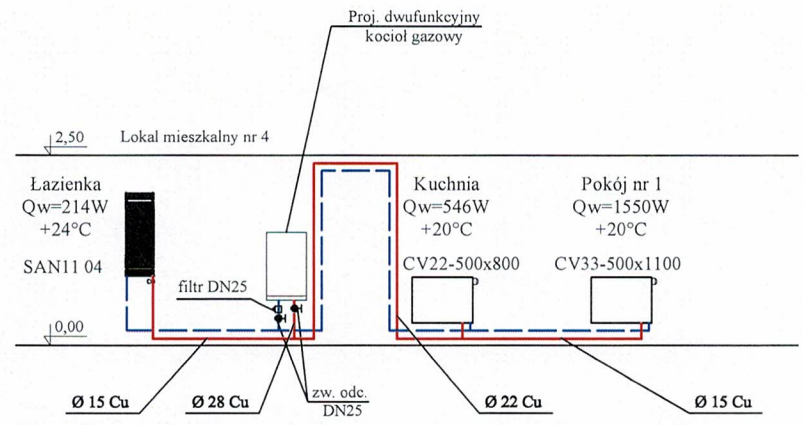 Proj. dwufunkcyjny
kocioł gazowy
2,50
Lokal mieszkalny nr 4
Łazienka
Qw=214W
+24°C
SAN11 04
Kuchnia
Qw=546W
+20°C
CV22-500x800
Pokój nr 1
Qw=1550W
+20°C
CV33-500x1100
filtr DN25
0,00
Ø 15 Cu
Ø 28 Cu
zw. odc.
DN25
Ø 22 Cu
Ø 15 Cu